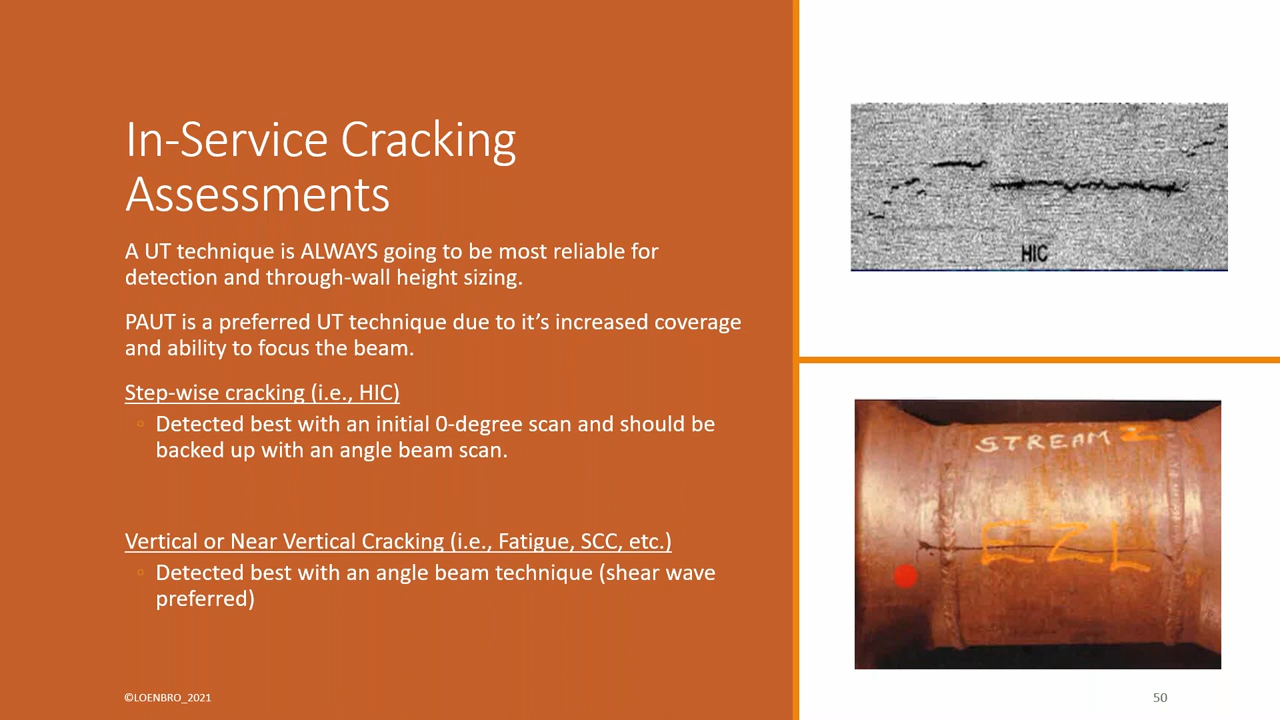 In-Service Cracking
Assessments
A UT technique is ALWAYS going to be most reliable for
detection and through-wall height sizing.
PAUT is a preferred UT technique due to it’s increased coverage
and ability to focus the beam.
Step-wise cracking (i.e., HIC)
Detected best with an initial 0-degree scan and should be
backed up with an angle beam scan.
Vertical or Near Vertical Cracking (i.e., Fatigue, SCC, etc.)
Detected best with an angle beam technique (shear wave
preferred)
©LOENBRO_2021
HIC
STREAM 2
EZL
50